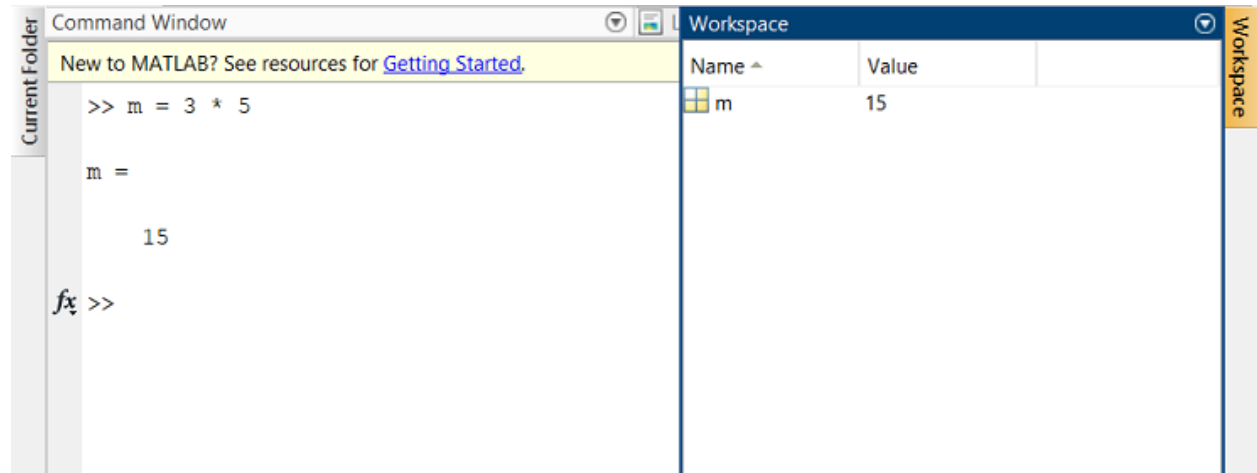 Current Folder
Command Window
New to MATLAB? See resources for Getting Started.
>> m = 3 * 5
m =
15
fx >>
Workspace
Name Value
m 15
Workspace